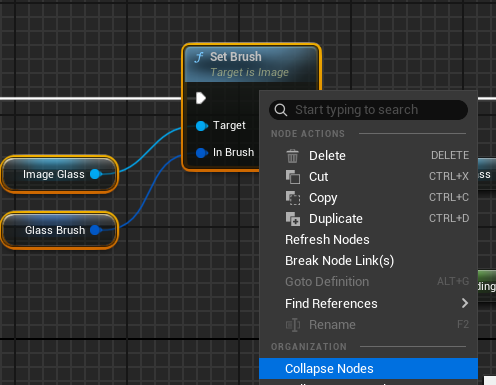 Set Brush
Target is Image
Target
In Brush
Image Glass
Glass Brush
Start typing to search
NODE ACTIONS
Delete DELETE
Cut CTRL+X
Copy CTRL+C
Duplicate CTRL+D
Refresh Nodes
Break Node Link(s)
Goto Definition ALT+G
Find References
Rename F2
ORGANIZATION
Collapse Nodes